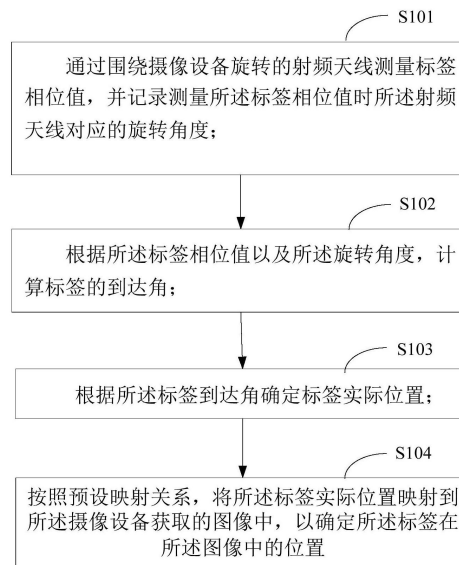 S101
通过围绕摄像设备旋转的射频天线测量标签
相位值，并记录测量所述标签相位值时所述射频
天线对应的旋转角度；
S102
根据所述标签相位值以及所述旋转角度，计
算标签的到达角；
S103
根据所述标签到达角确定标签实际位置；
S104
按照预设映射关系，将所述标签实际位置映射到
所述摄像设备获取的图像中，以确定所述标签在
所述图像中的位置